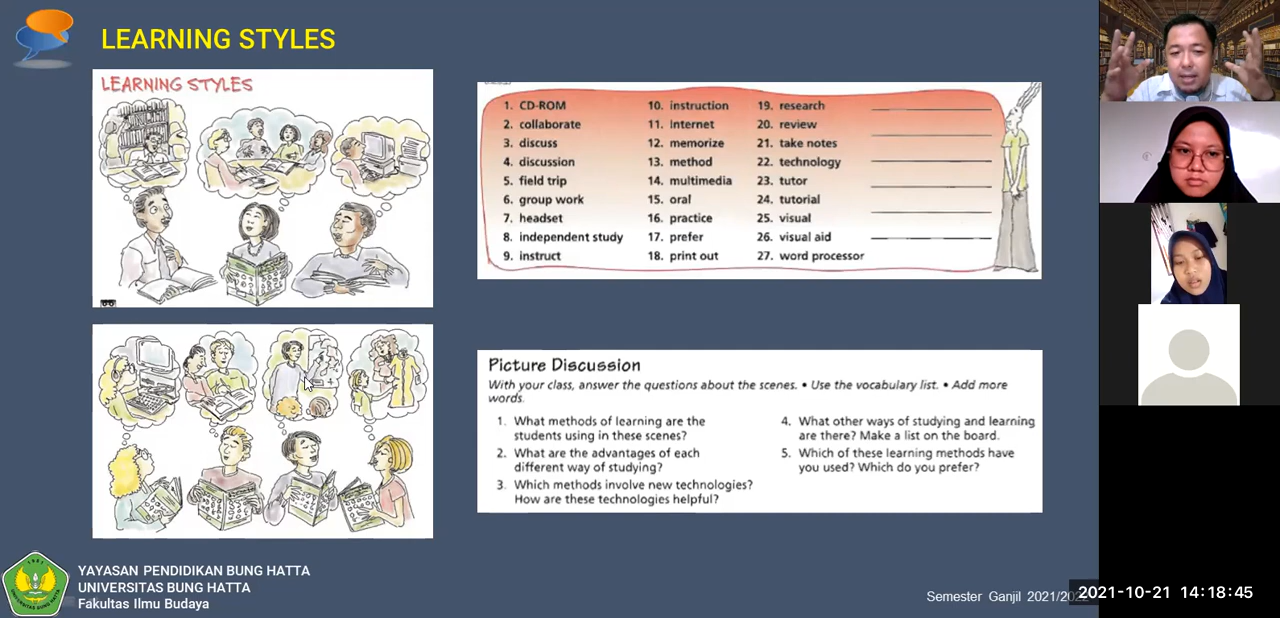 LEARNING STYLES
LEARNING STYLES
1. CD-ROM
2. collaborate
3. discuss
4. discussion
5. field trip
6. group work
7. headset
8. independent study
9. instruct
10. instruction
11. Internet
12. memorize
13. method
14. multimedia
15. oral
16. practice
17. prefer
18. print out
19. research
20. review
21. take notes
22. technology
23. tutor
24. tutorial
25. visual
26. visual aid
27. word processor
Picture Discussion
With your class, answer the questions about the scenes. • Use the vocabulary list. • Add more
words.
1. What methods of learning are the
students using in these scenes?
2. What are the advantages of each
different way of studying?
3. Which methods involve new technologies?
How are these technologies helpful?
4. What other ways of studying and learning
are there? Make a list on the board.
5. Which of these learning methods have
you used? Which do you prefer?
YAYASAN PENDIDIKAN BUNG HATTA
UNIVERSITAS BUNG HATTA
Fakultas Ilmu Budaya
Semester Ganjil 2021/
2021-10-21 14:18:45